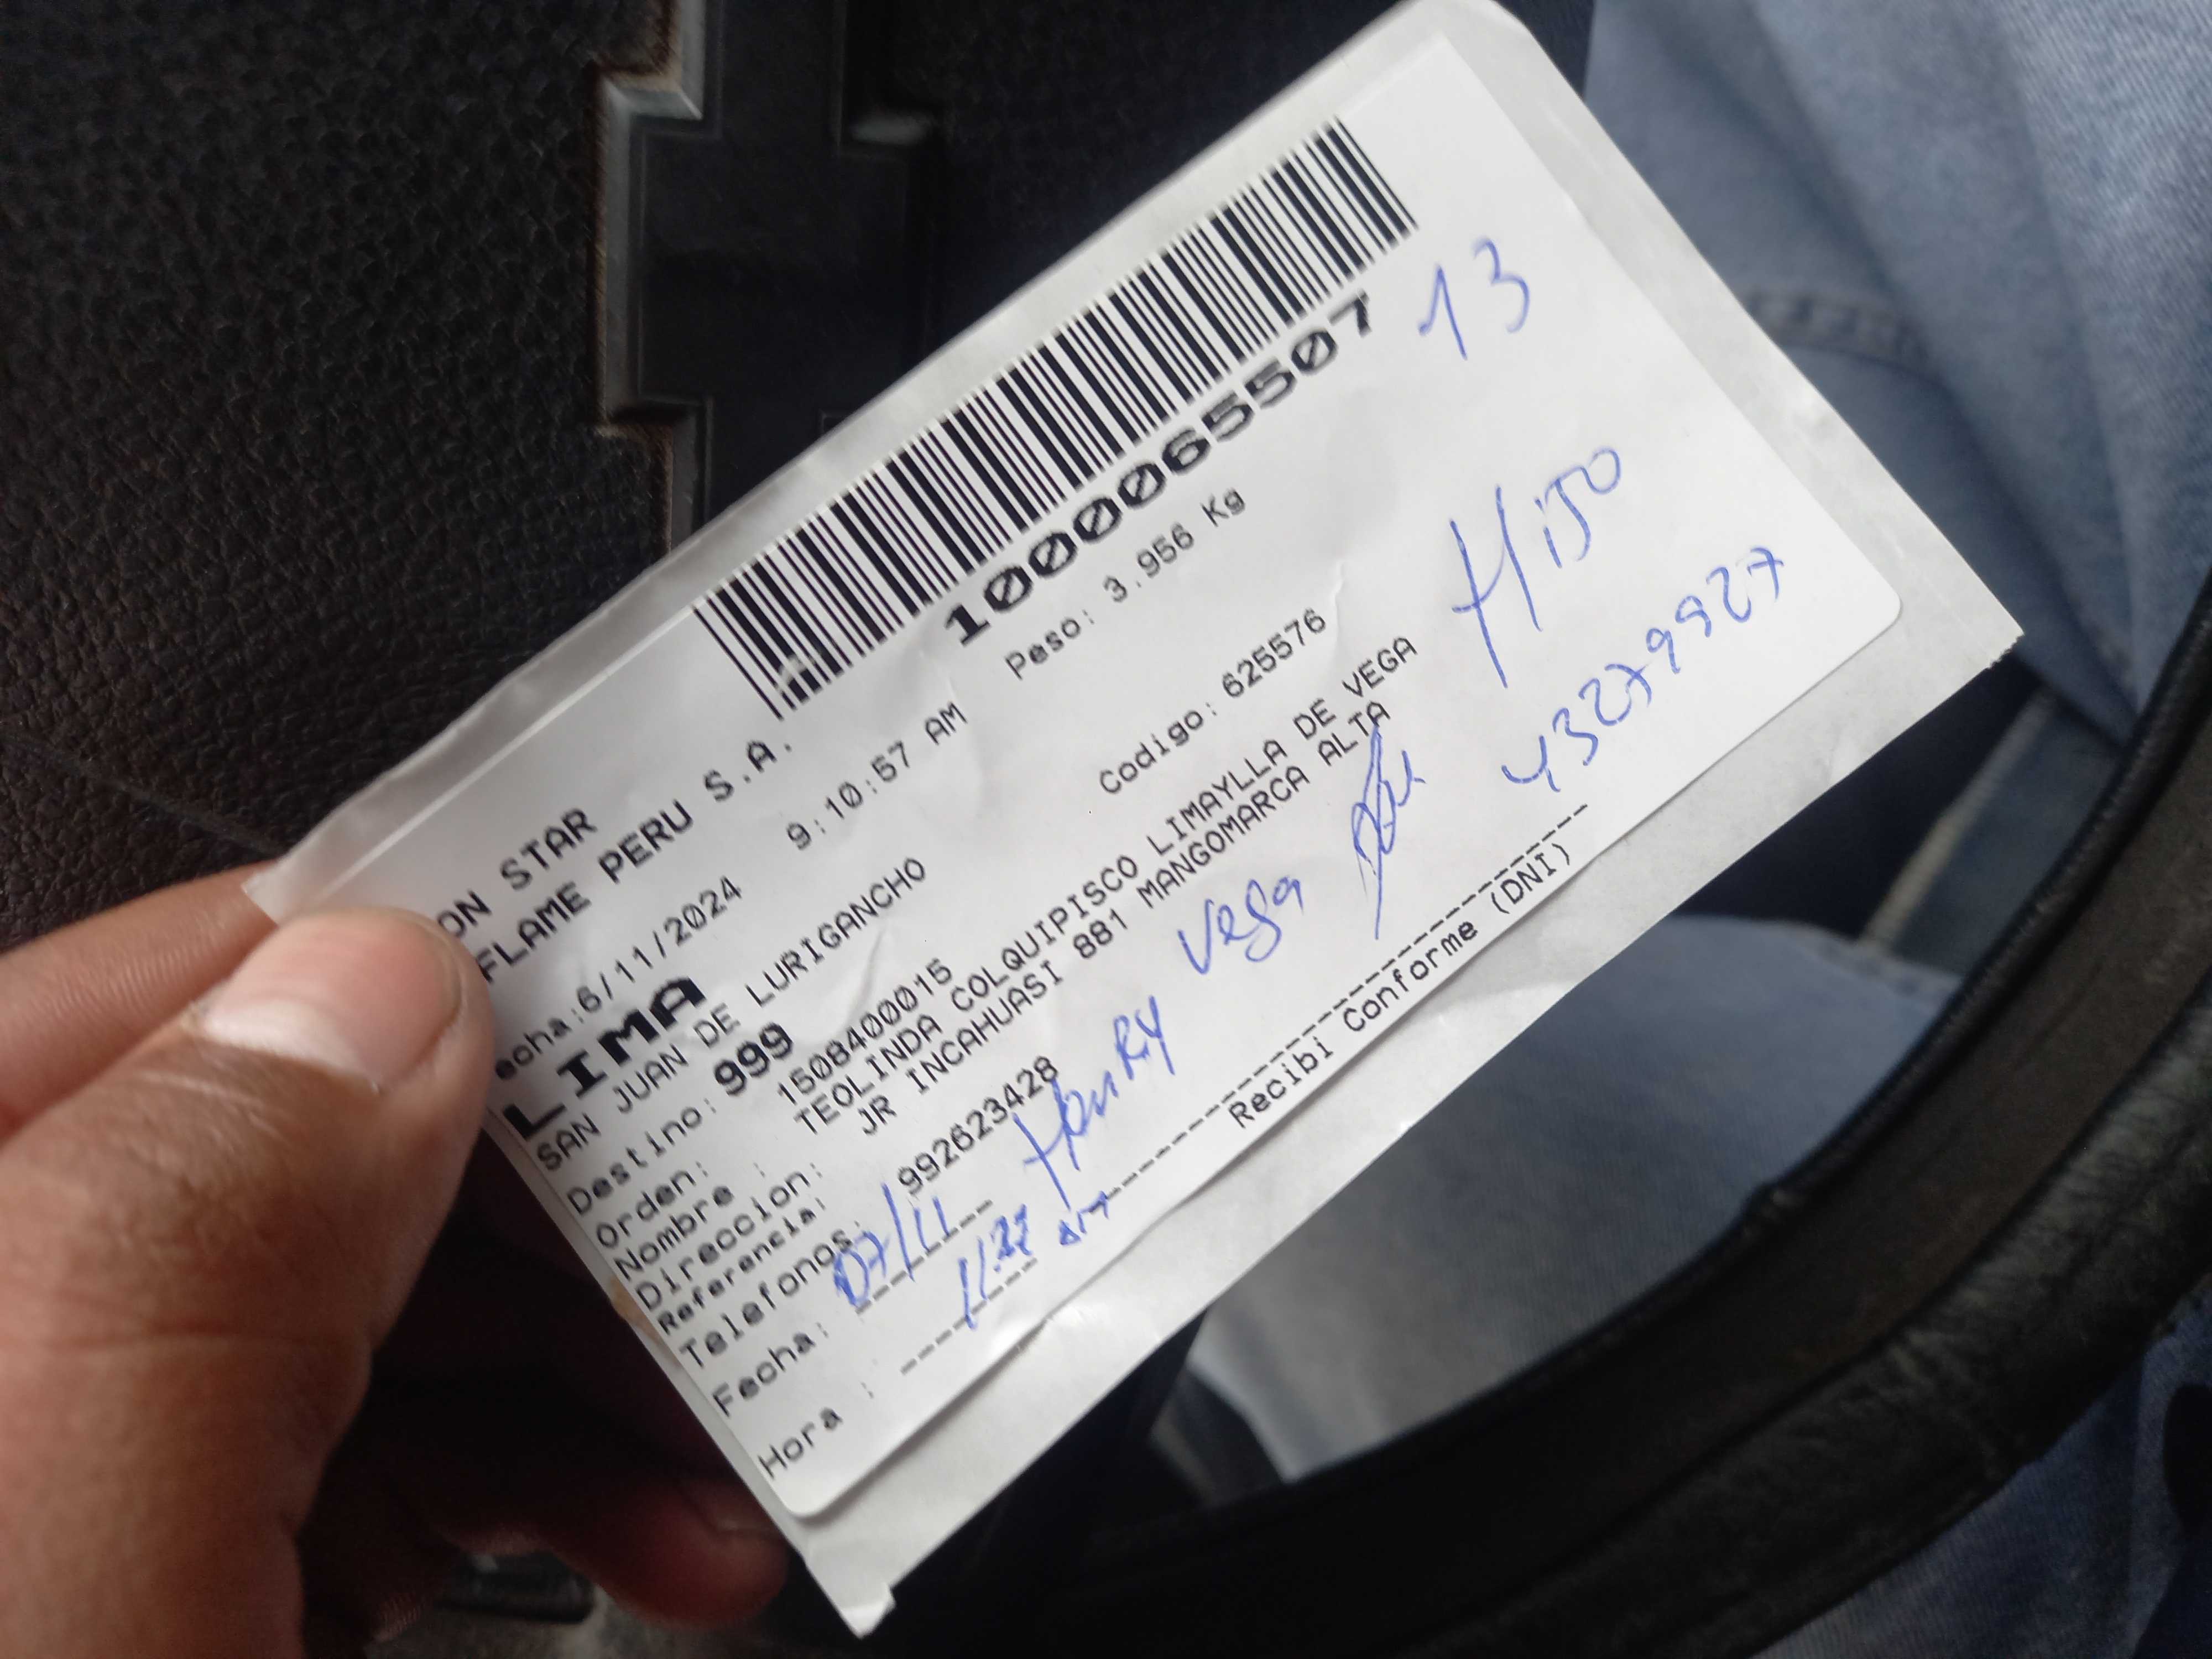 1000065507
13
ON STAR
FLAME PERU S.A.
echa:6/11/2024 9:10:57 AM Peso: 3.956 Kg
LIMA
SAN JUAN DE LURIGANCHO
Destino: 999 Codigo: 625576
Orden: 1508400015
Nombre : TEOLINDA COLQUIPISCO LIMAYLLA DE VEGA
Direccion: JR INCAHUASI 881 MANGOMARCA ALTA
Referencia:
Telefonos: 992623428
HIJO
Fecha: 07/11 Henry Vega 43279927
Hora : AM
Recibi Conforme (DNI)